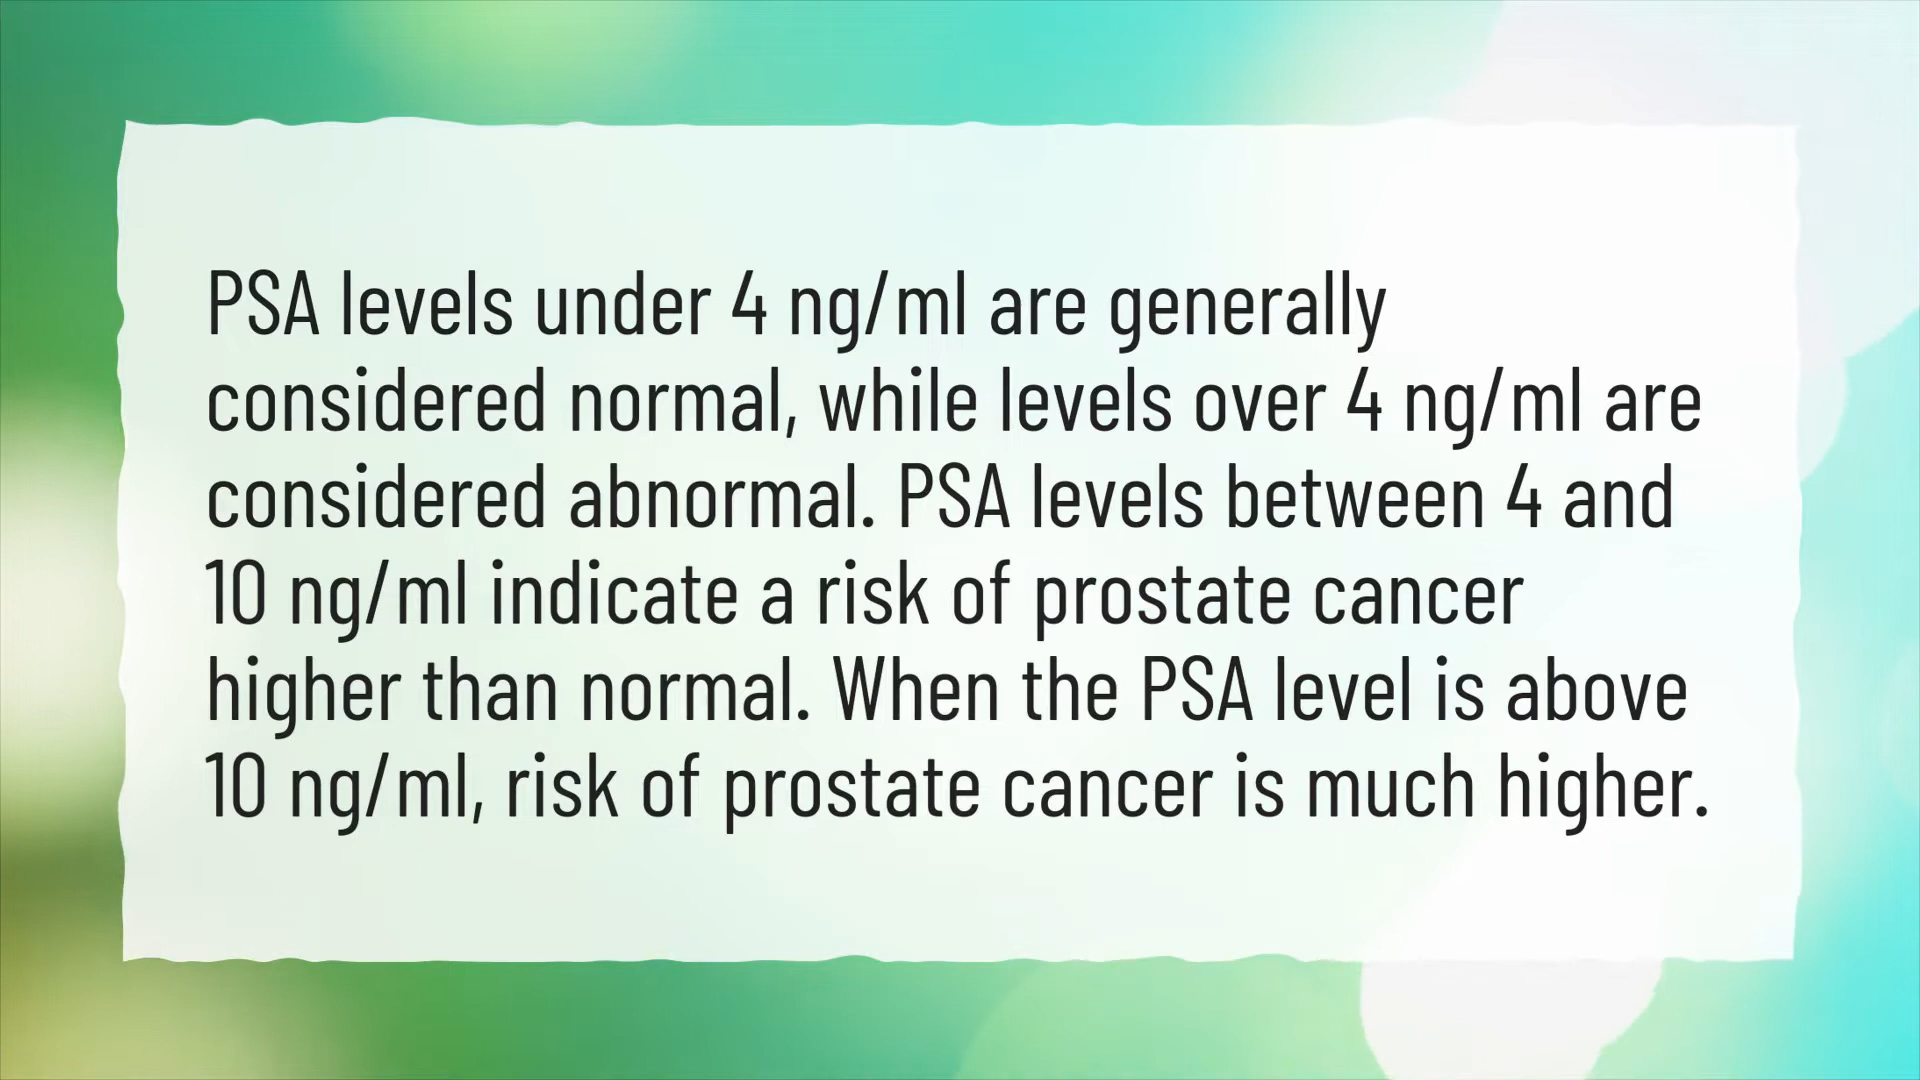 PSA levels under 4 ng/ml are generally
considered normal, while levels over 4 ng/ml are
considered abnormal. PSA levels between 4 and
10 ng/ml indicate a risk of prostate cancer
higher than normal. When the PSA level is above
10 ng/ml, risk of prostate cancer is much higher.